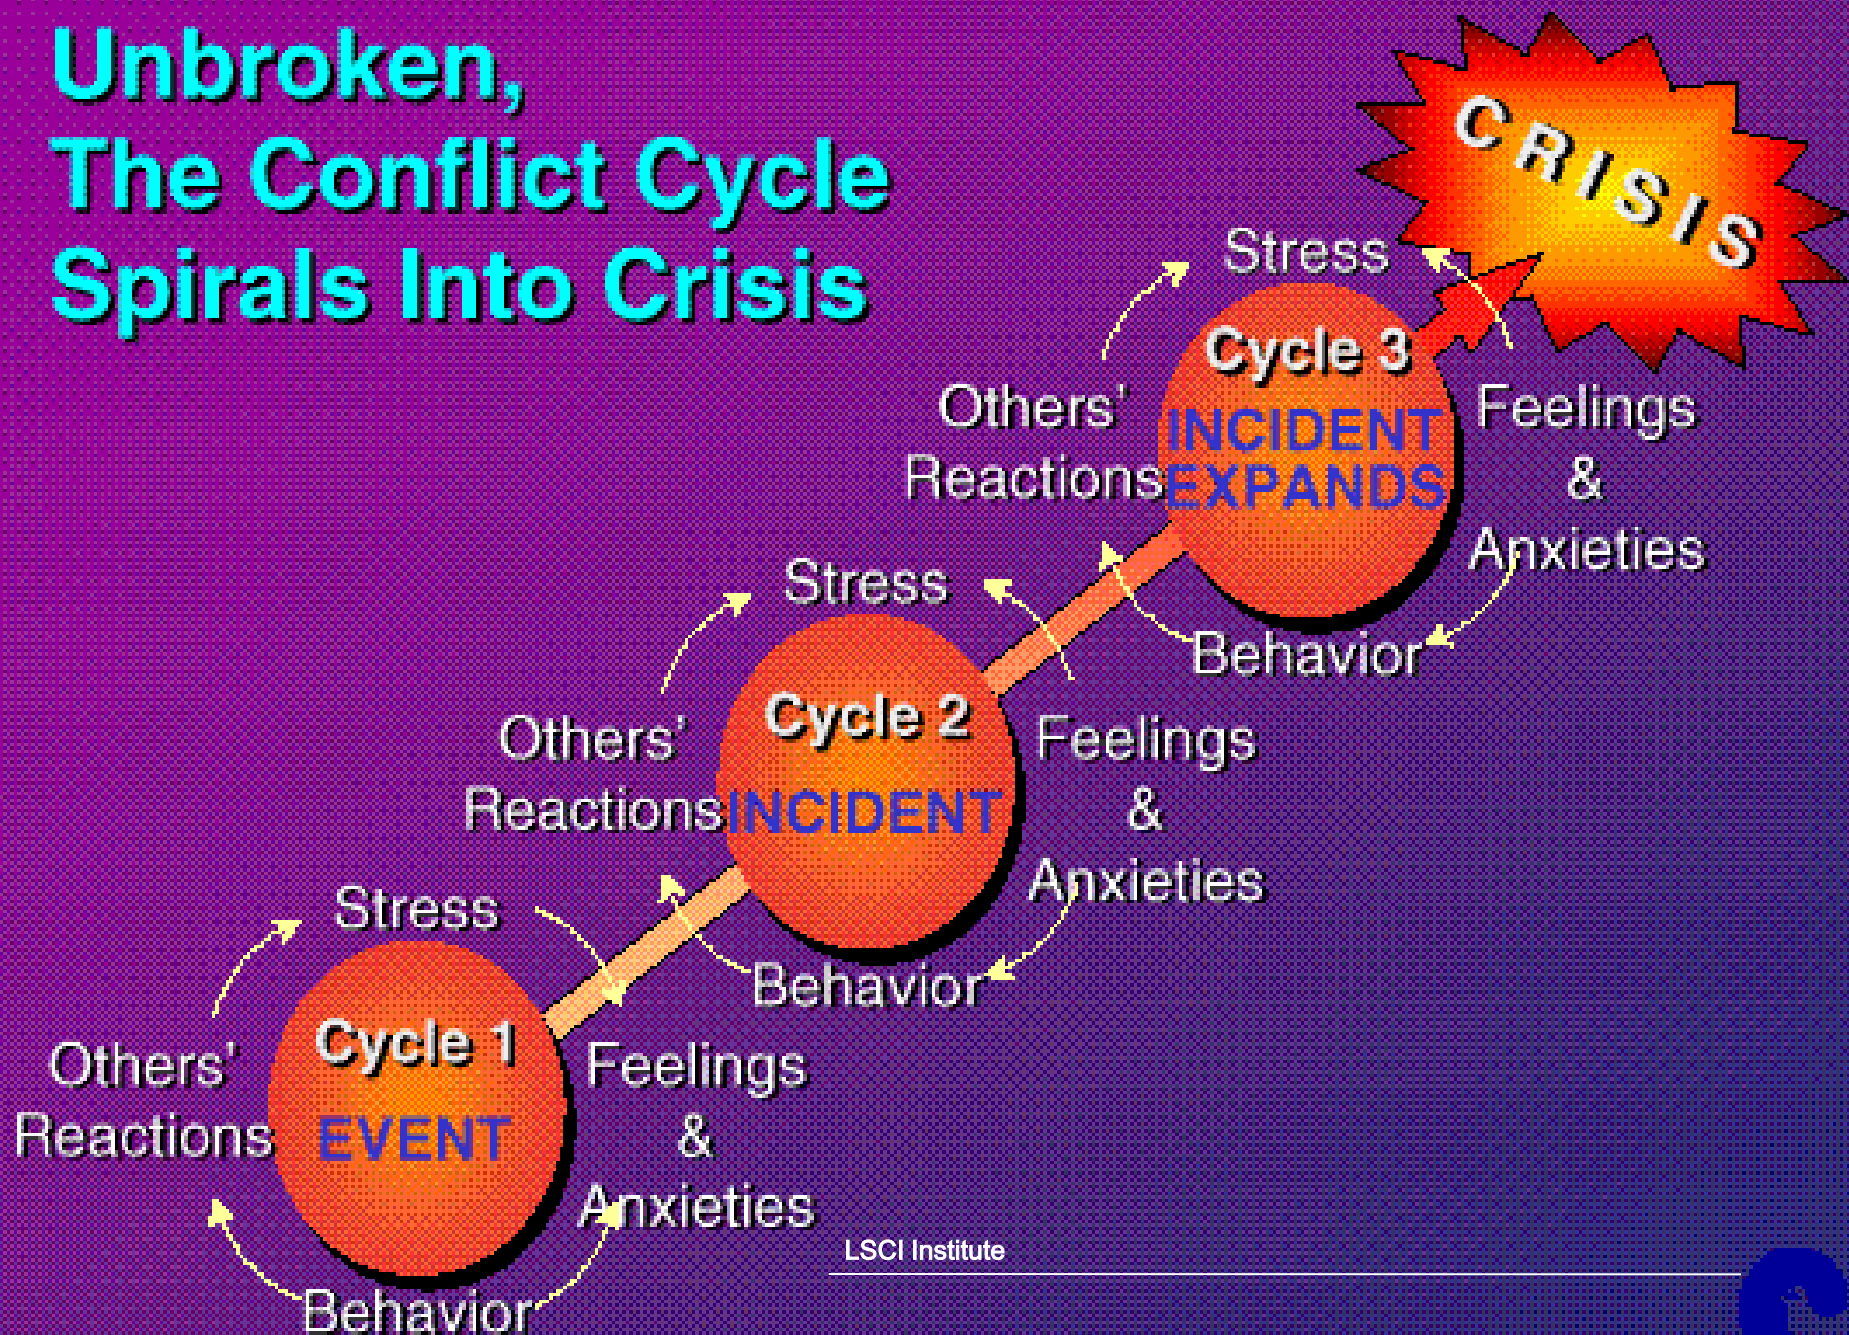 Unbroken,
The Conflict Cycle
Spirals Into Crisis
CRISIS
Stress
Cycle 3
INCIDENT
EXPANDS
Others'
Reactions
Feelings
&
Anxieties
Behavior
Stress
Cycle 2
INCIDENT
Others'
Reactions
Feelings
&
Anxieties
Behavior
Stress
Cycle 1
EVENT
Others'
Reactions
Feelings
&
Anxieties
Behavior
LSCI Institute